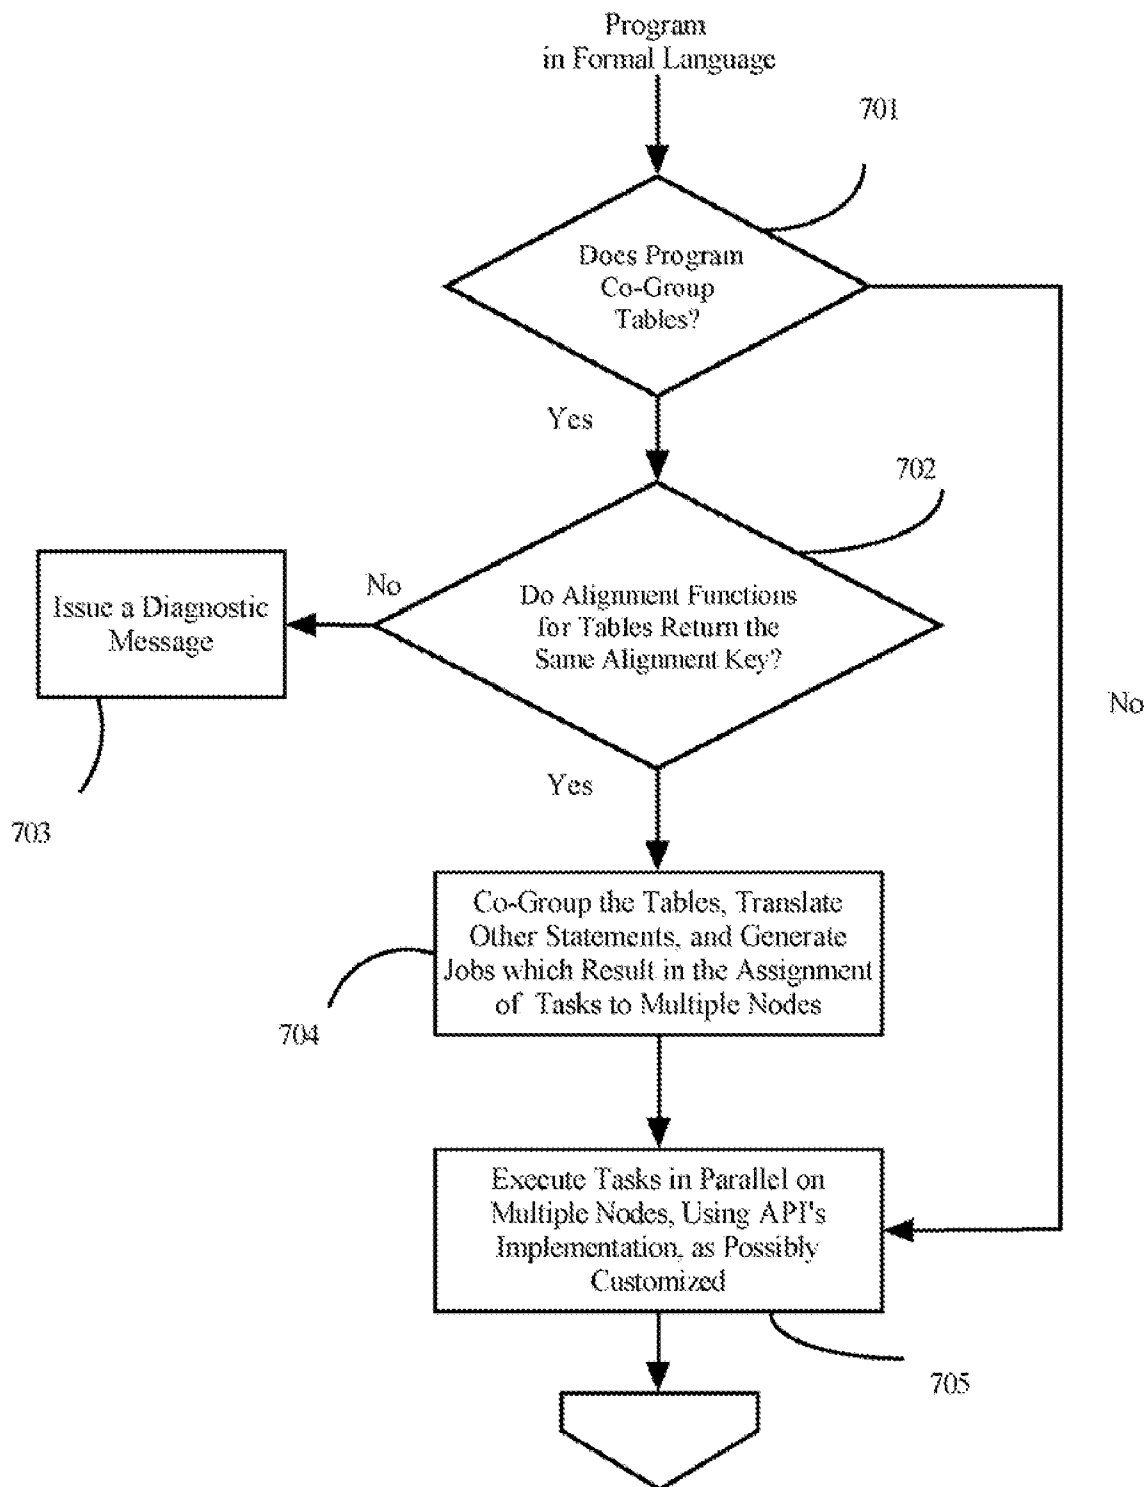 Program
in Formal Language
701
Does Program
Co-Group
Tables?
Yes
702
No
Do Alignment Functions
for Tables Return the
Same Alignment Key?
Issue a Diagnostic
Message
No
Yes
703
Co-Group the Tables, Translate
Other Statements, and Generate
Jobs which Result in the Assignment
of Tasks to Multiple Nodes
704
Execute Tasks in Parallel on
Multiple Nodes, Using API's
Implementation, as Possibly
Customized
705